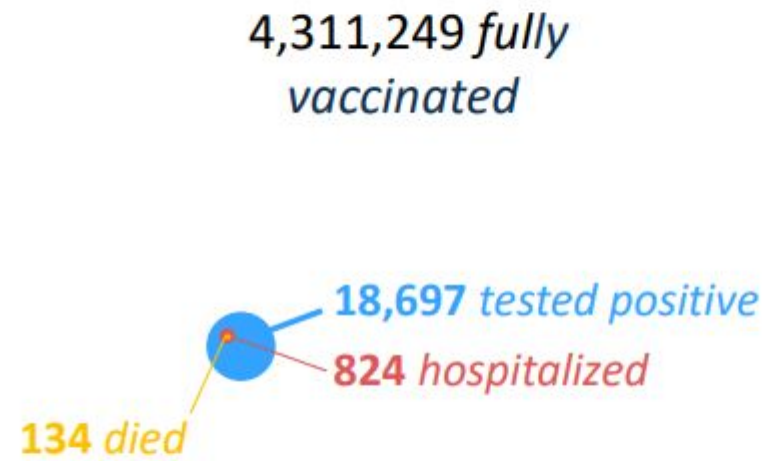 4,311,249 fully
vaccinated
18,697 tested positive
824 hospitalized
134 died